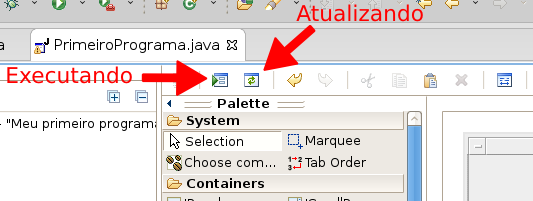 Atualizando
a
PrimeiroPrograma.java
Executando
Palette
- "Meu primeiro programa
System
Selection
Marquee
Choose com...
Tab Order
Containers